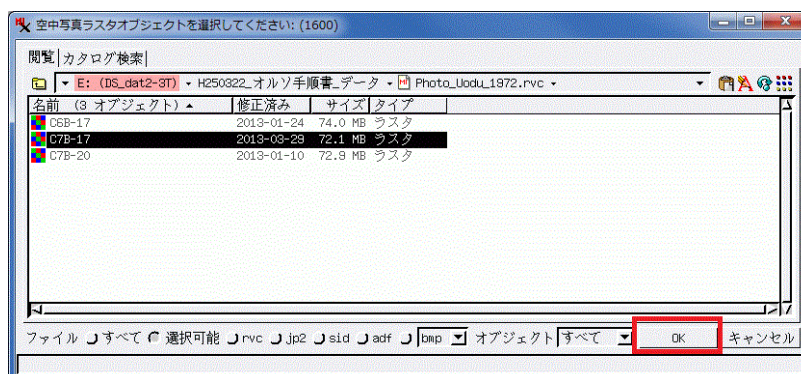 空中写真ラスタオブジェクトを選択してください: (1600)
閲覧 カタログ検索
E: (DS_dat2-3T) H250322_オルソ手順書_データ Photo_Uodu_1972.rvc
名前 (3 オブジェクト) 修正済み サイズ タイプ
C6B-17 2013-01-24 74.0 MB ラスタ
C7B-17 2013-03-29 72.1 MB ラスタ
C7B-20 2013-01-10 72.9 MB ラスタ
ファイル すべて 選択可能 rvc jp2 sid adf bmp オブジェクト すべて OK キャンセル